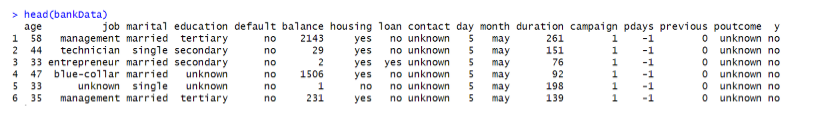 > head(bankData)
age job marital education default balance housing loan contact day month duration campaign pdays previous poutcome y
1 58 management married tertiary no 2143 yes no unknown 5 may 261 1 -1 0 unknown no
2 44 technician single secondary no 29 yes no unknown 5 may 151 1 -1 0 unknown no
3 33 entrepreneur married secondary no 2 yes yes unknown 5 may 76 1 -1 0 unknown no
4 47 blue-collar married unknown no 1506 yes no unknown 5 may 92 1 -1 0 unknown no
5 33 unknown single unknown no 1 no no unknown 5 may 198 1 -1 0 unknown no
6 35 management married tertiary no 231 yes no unknown 5 may 139 1 -1 0 unknown no